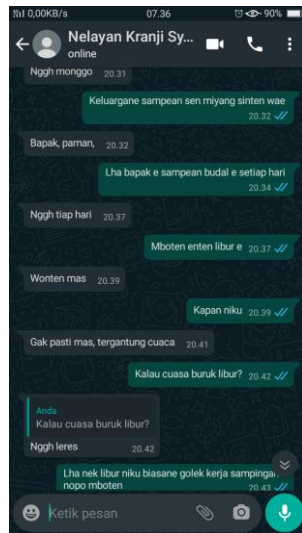 0,00KB/s 07.36 90%
Nelayan Kranji Sy...
online
Nggh monggo 20.31
Keluargane sampean sen miyang sinten wae
20.32
Bapak, paman, 20.32
Lha bapak e sampean budal e setiap hari
20.34
Nggh tiap hari 20.37
Mboten enten libur e 20.37
Wonten mas 20.39
Kapan niku 20.39
Gak pasti mas, tergantung cuaca 20.41
Kalau cuasa buruk libur? 20.42
Anda
Kalau cuasa buruk libur?
Nggh leres 20.42
Lha nek libur niku biasane golek kerja sampingan
nopo mboten 20.43
Ketik pesan